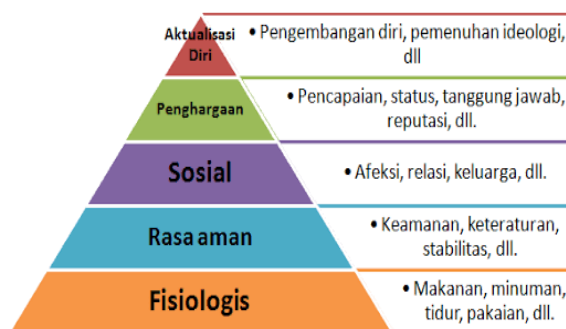 Aktualisasi
Diri
• Pengembangan diri, pemenuhan ideologi,
dll
Penghargaan
• Pencapaian, status, tanggung jawab,
reputasi, dll.
Sosial
• Afeksi, relasi, keluarga, dll.
Rasa aman
• Keamanan, keteraturan,
stabilitas, dll.
Fisiologis
• Makanan, minuman,
tidur, pakaian, dll.